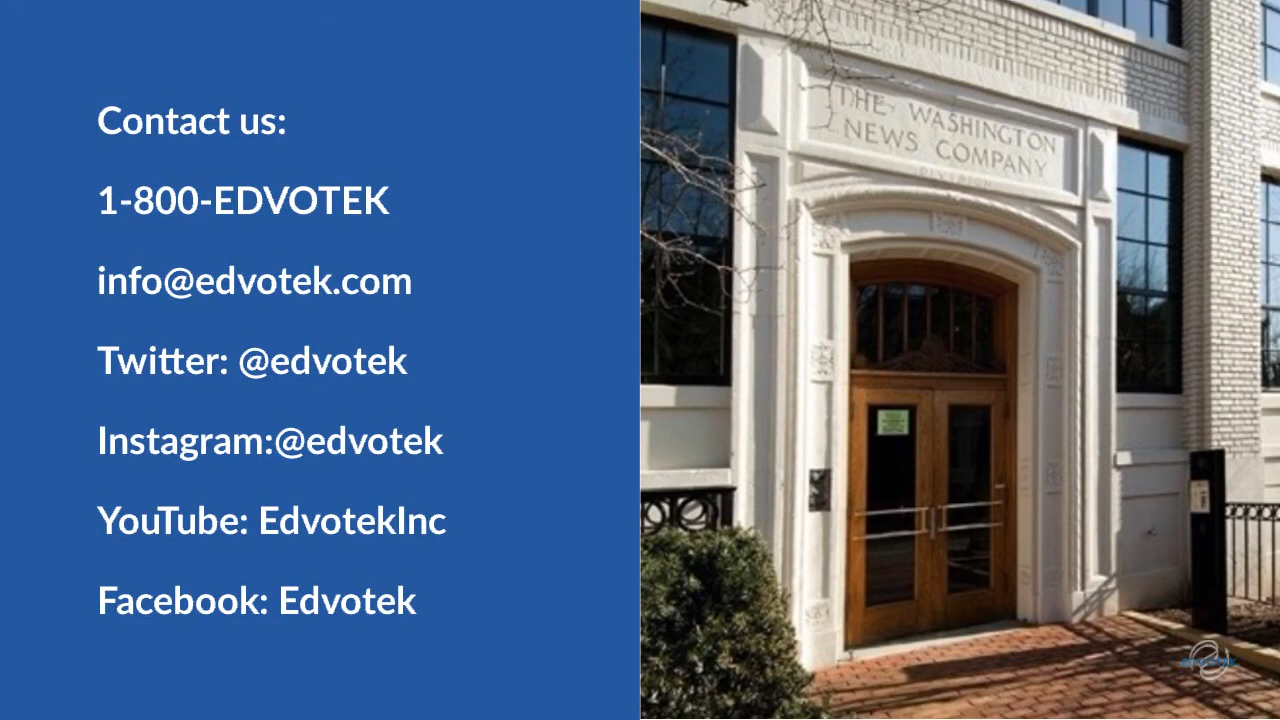 Contact us:
1-800-EDVOTEK
info@edvotek.com
Twitter: @edvotek
Instagram:@edvotek
YouTube: EdvotekInc
Facebook: Edvotek
THE WASHINGTON
NEWS COMPANY
EDVOTEK